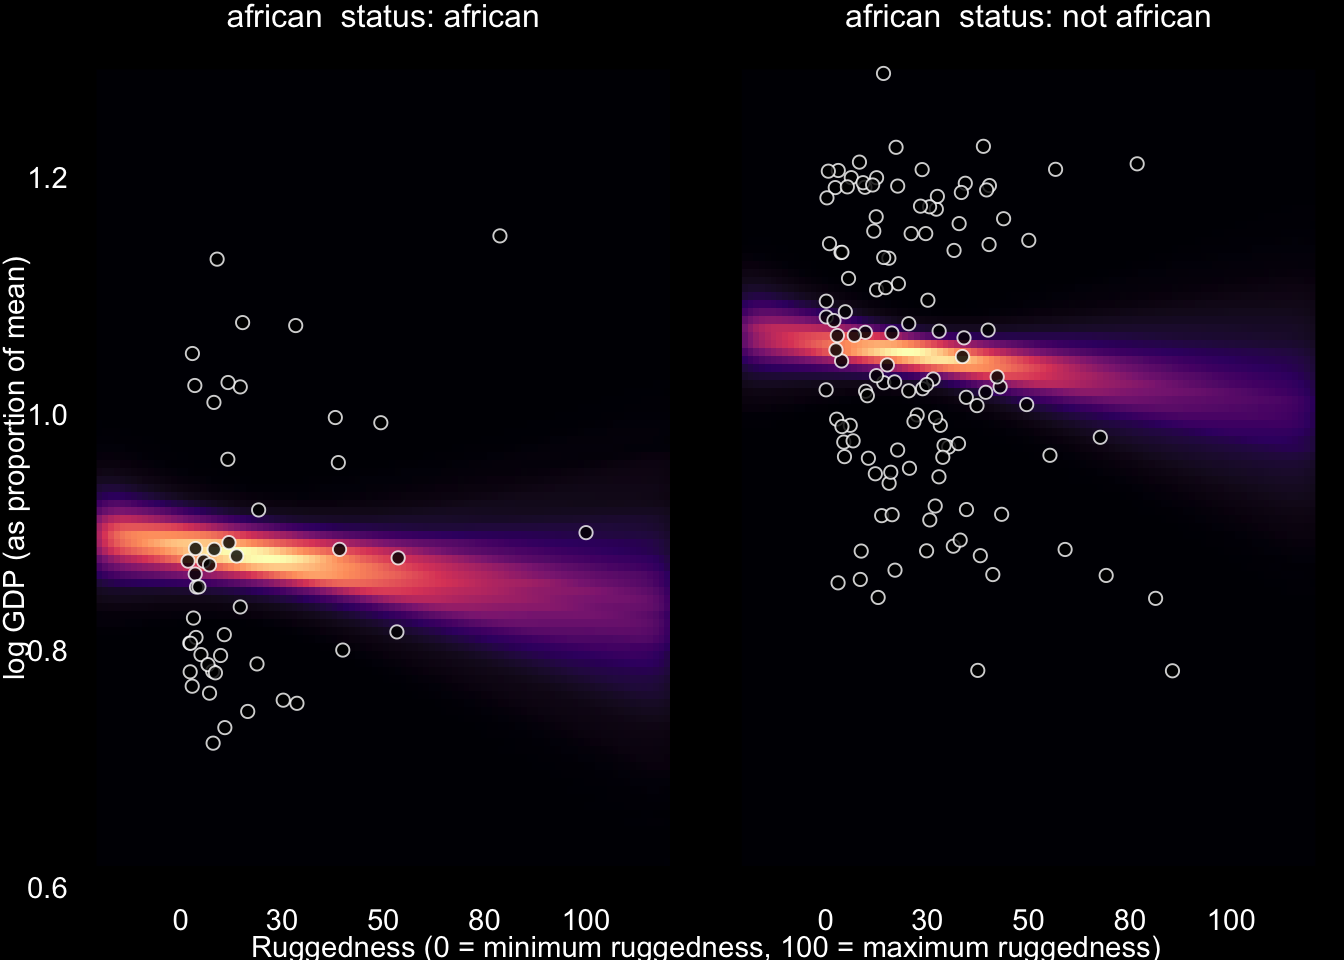 african status: african
african status: not african
log GDP (as proportion of mean)
1.2
1.0
0.8
0.6
0 30 50 80 100
0 30 50 80 100
Ruggedness (0 = minimum ruggedness, 100 = maximum ruggedness)